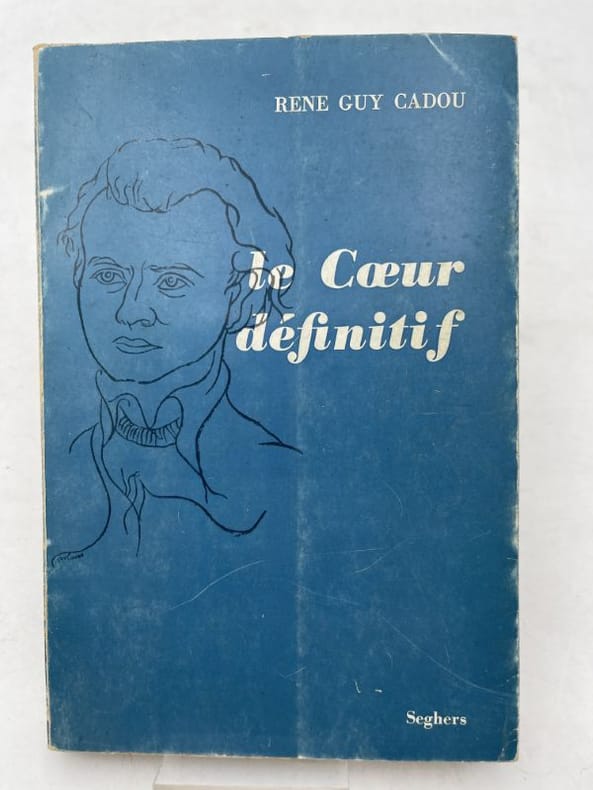 RENE GUY CADOU
le Cœur
définitif
Seghers